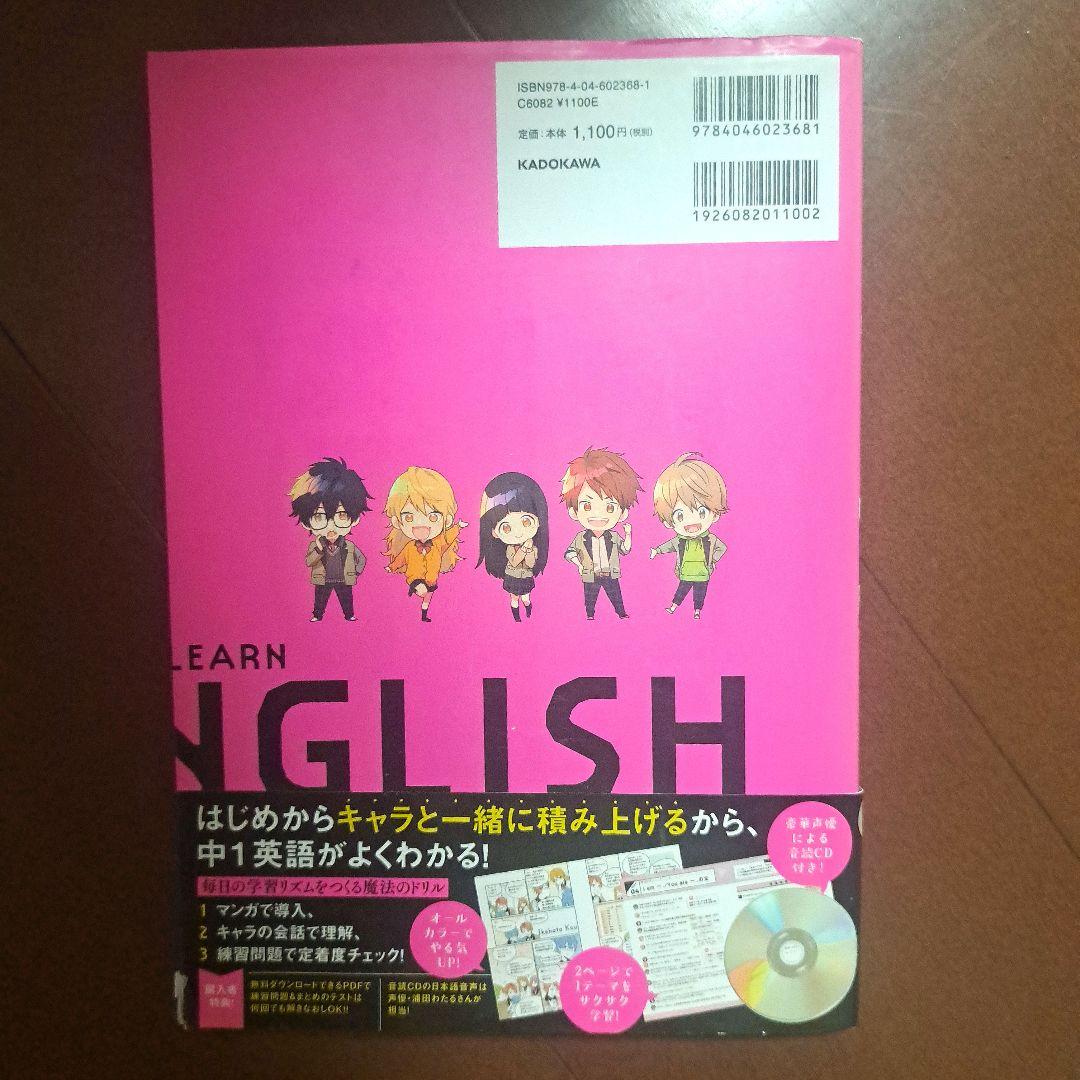 ISBN978-4-04-602368-1
C6082 ¥1100E
定価:本体 1,100円(税別)
KADOKAWA
9784046023681
1926082011002
LEARN
NGLISH
はじめからキャラと一緒に積み上げるから、
中1英語がよくわかる!
毎日の学習リズムをつくる魔法のドリル
1 マンガで導入、
2 キャラの会話で理解、
3 練習問題で定着度チェック!
オール
カラーで
やる気
UP!
豪華声優
による
音読CD
付き!
2ページで
1テーマを
サクサク
学習!
購入者
特典!
無料ダウンロードできるPDFで
練習問題&まとめのテストは
何回でも解きなおしOK!!
音読CDの日本語音声は
声優・浦田わたるさんが
担当!